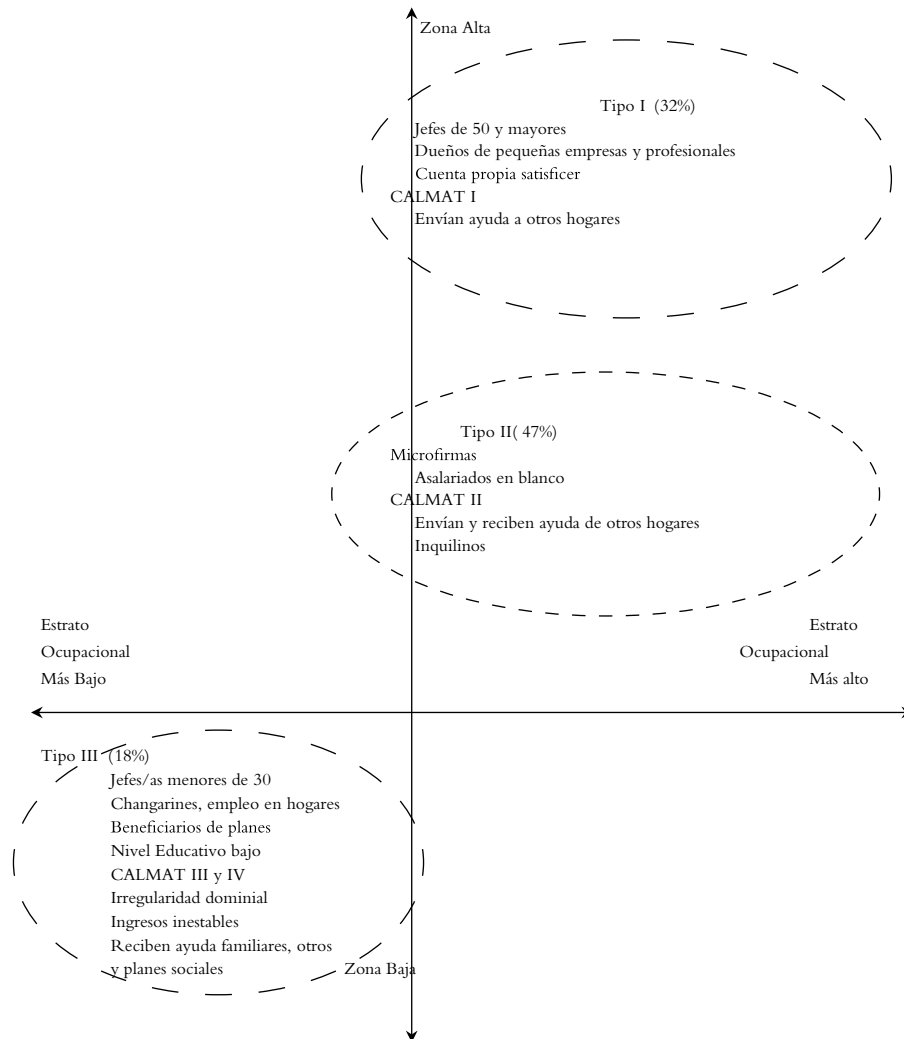 Zona Alta
Tipo I (32%)
Jefes de 50 y mayores
Dueños de pequeñas empresas y profesionales
Cuenta propia satisficer
CALMAT I
Envían ayuda a otros hogares
Tipo II( 47%)
Microfirmas
Asalariados en blanco
CALMAT II
Envían y reciben ayuda de otros hogares
Inquilinos
Estrato
Ocupacional
Más Bajo
Estrato
Ocupacional
Más alto
Tipo III (18%)
Jefes/as menores de 30
Changarines, empleo en hogares
Beneficiarios de planes
Nivel Educativo bajo
CALMAT III y IV
Irregularidad dominial
Ingresos inestables
Reciben ayuda familiares, otros
y planes sociales
Zona Baja